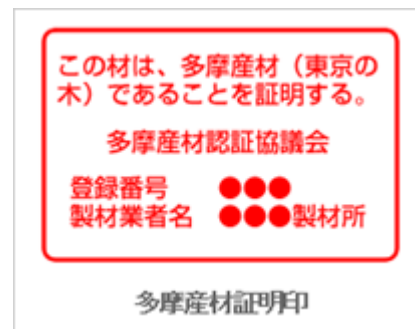 この材は、多摩産材（東京の
木）であることを証明する。
多摩産材認証協議会
登録番号　●●●
製材業者名　●●●製材所
多摩産材証明印